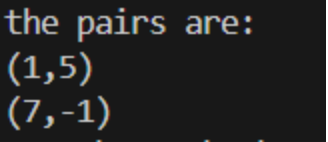 the pairs are:
(1,5)
(7,-1)